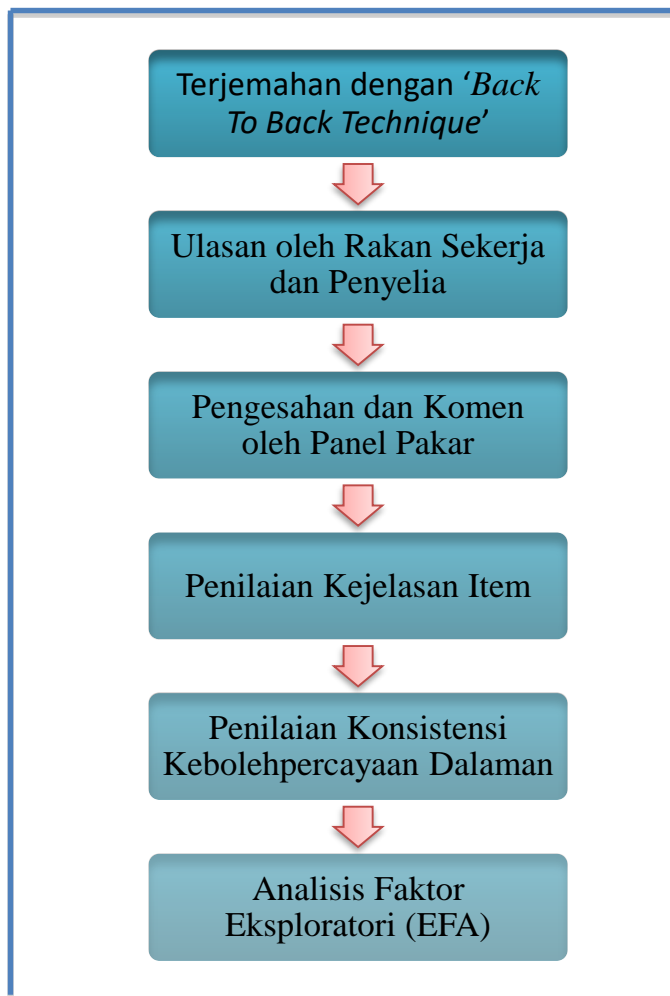 Terjemahan dengan ‘Back
To Back Technique’
Ulasan oleh Rakan Sekerja
dan Penyelia
Pengesahan dan Komen
oleh Panel Pakar
Penilaian Kejelasan Item
Penilaian Konsistensi
Kebolehpercayaan Dalaman
Analisis Faktor
Eksploratori (EFA)